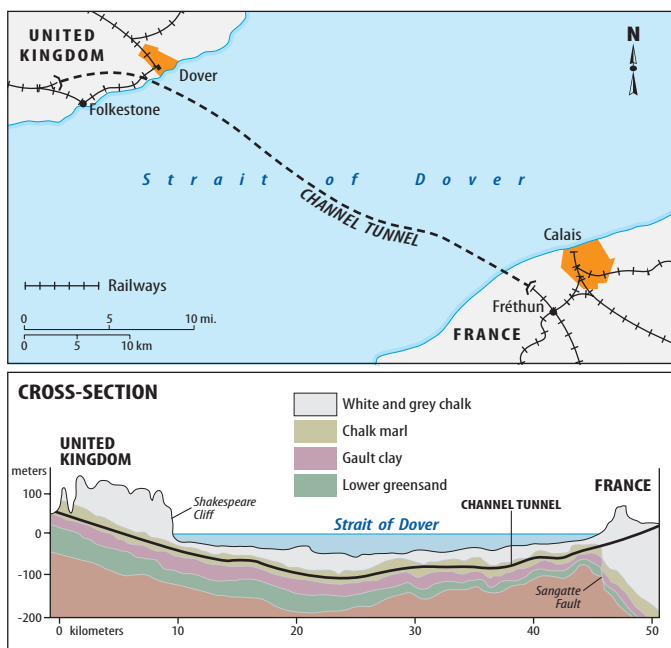 UNITED
KINGDOM
N
Dover
Folkestone
Strait of Dover
CHANNEL TUNNEL
Calais
Railways
Fréthun
0 5 10 mi.
0 5 10 km
FRANCE
CROSS-SECTION
White and grey chalk
Chalk marl
Gault clay
Lower greensand
UNITED
KINGDOM
meters
Shakespeare
Cliff
CHANNEL TUNNEL
FRANCE
Strait of Dover
100
0
-100
-200
Sangatte
Fault
0 kilometers 10 20 30 40 50